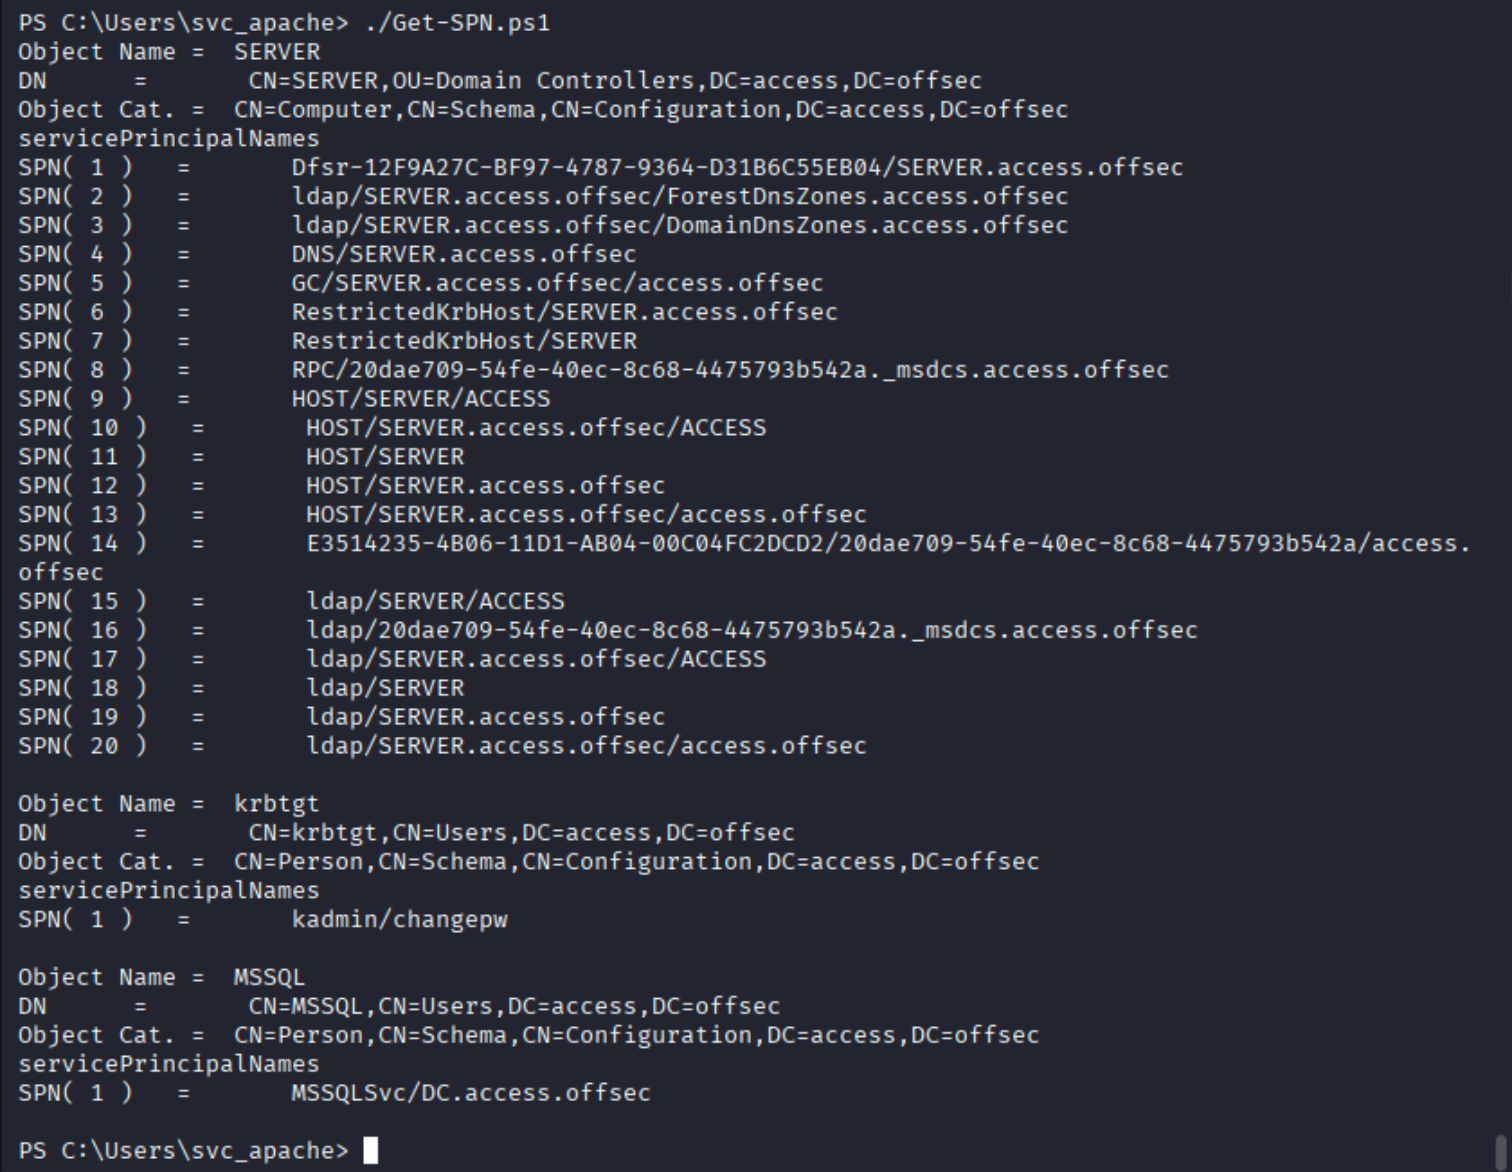 PS C:\Users\svc_apache> ./Get-SPN.ps1
Object Name =  SERVER
DN      =       CN=SERVER,OU=Domain Controllers,DC=access,DC=offsec
Object Cat. =  CN=Computer,CN=Schema,CN=Configuration,DC=access,DC=offsec
servicePrincipalNames
SPN( 1 )   =       Dfsr-12F9A27C-BF97-4787-9364-D31B6C55EB04/SERVER.access.offsec
SPN( 2 )   =       ldap/SERVER.access.offsec/ForestDnsZones.access.offsec
SPN( 3 )   =       ldap/SERVER.access.offsec/DomainDnsZones.access.offsec
SPN( 4 )   =       DNS/SERVER.access.offsec
SPN( 5 )   =       GC/SERVER.access.offsec/access.offsec
SPN( 6 )   =       RestrictedKrbHost/SERVER.access.offsec
SPN( 7 )   =       RestrictedKrbHost/SERVER
SPN( 8 )   =       RPC/20dae709-54fe-40ec-8c68-4475793b542a._msdcs.access.offsec
SPN( 9 )   =       HOST/SERVER/ACCESS
SPN( 10 )   =       HOST/SERVER.access.offsec/ACCESS
SPN( 11 )   =       HOST/SERVER
SPN( 12 )   =       HOST/SERVER.access.offsec
SPN( 13 )   =       HOST/SERVER.access.offsec/access.offsec
SPN( 14 )   =       E3514235-4B06-11D1-AB04-00C04FC2DCD2/20dae709-54fe-40ec-8c68-4475793b542a/access.
offsec
SPN( 15 )   =       ldap/SERVER/ACCESS
SPN( 16 )   =       ldap/20dae709-54fe-40ec-8c68-4475793b542a._msdcs.access.offsec
SPN( 17 )   =       ldap/SERVER.access.offsec/ACCESS
SPN( 18 )   =       ldap/SERVER
SPN( 19 )   =       ldap/SERVER.access.offsec
SPN( 20 )   =       ldap/SERVER.access.offsec/access.offsec

Object Name =  krbtgt
DN      =       CN=krbtgt,CN=Users,DC=access,DC=offsec
Object Cat. =  CN=Person,CN=Schema,CN=Configuration,DC=access,DC=offsec
servicePrincipalNames
SPN( 1 )   =       kadmin/changepw

Object Name =  MSSQL
DN      =       CN=MSSQL,CN=Users,DC=access,DC=offsec
Object Cat. =  CN=Person,CN=Schema,CN=Configuration,DC=access,DC=offsec
servicePrincipalNames
SPN( 1 )   =       MSSQLSvc/DC.access.offsec

PS C:\Users\svc_apache>